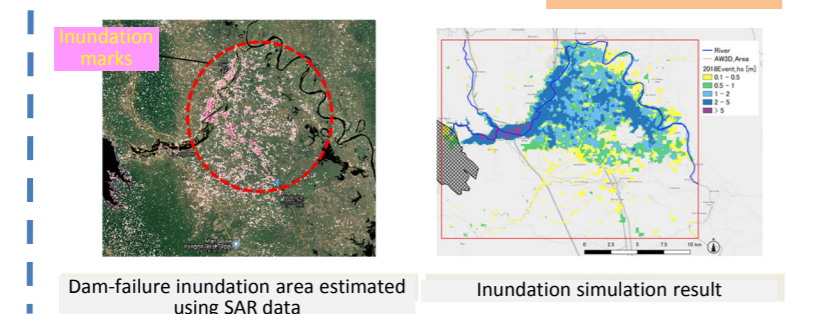 Inundation
marks
River
AW3D_Area
2018Event_hs [m]
0.1 - 0.5
0.5 - 1
1 - 2
2 - 5
> 5
0 2.5 5 7.5 10 km
Dam-failure inundation area estimated
using SAR data
Inundation simulation result